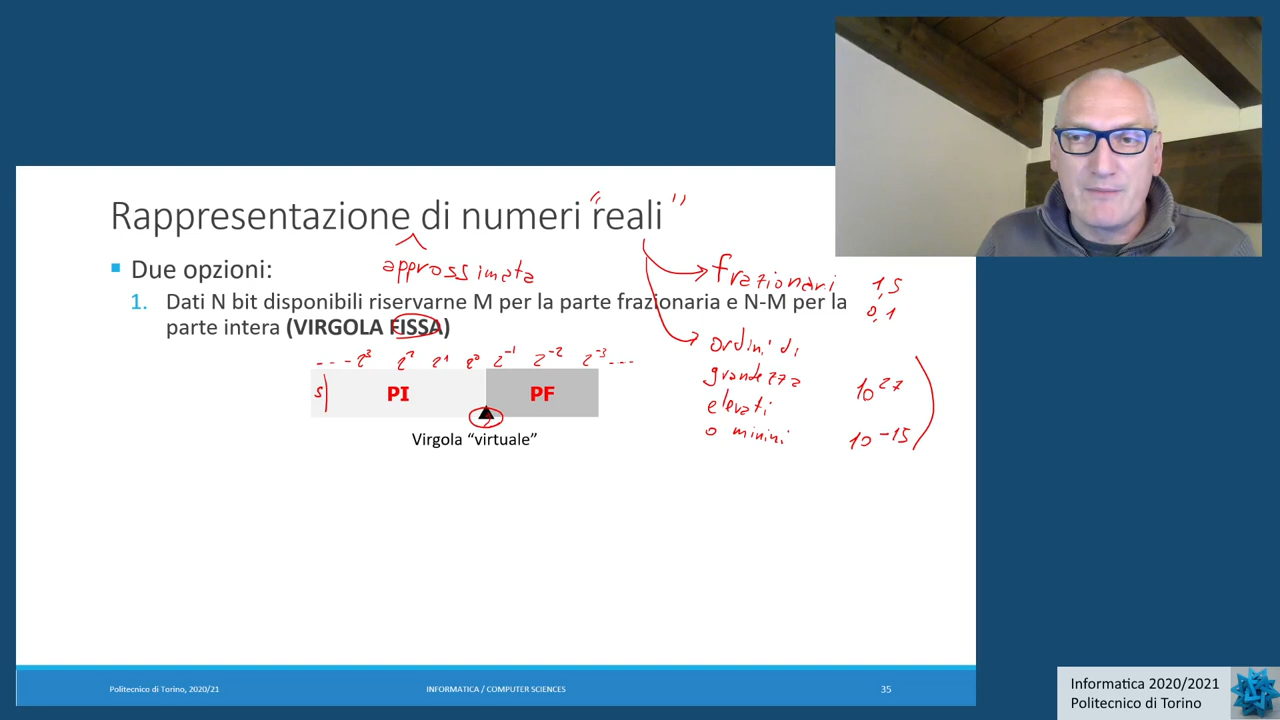 Rappresentazione di numeri "reali"
approssimata
Due opzioni:
frazionari 1,5
0,1
1. Dati N bit disponibili riservarne M per la parte frazionaria e N-M per la
parte intera (VIRGOLA FISSA)
ordini di
grandezza 10^27
elevati
o minimi 10^-15
--- 2^3 2^2 2^1 2^0 2^-1 2^-2 2^-3 ----
S PI PF
Virgola "virtuale"
Politecnico di Torino, 2020/21 INFORMATICA / COMPUTER SCIENCES 35
Informatica 2020/2021
Politecnico di Torino